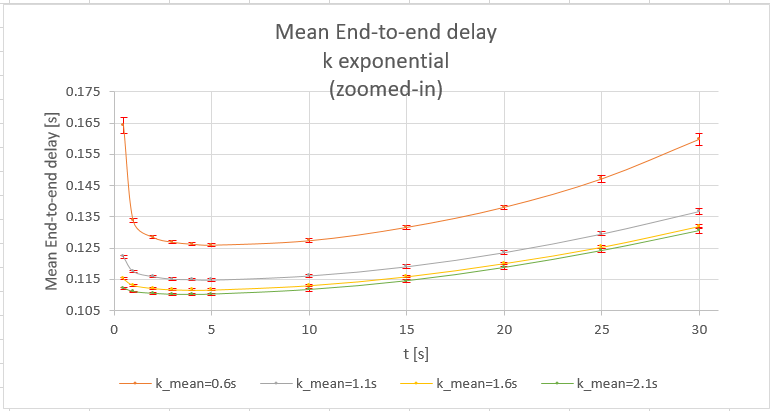 Mean End-to-end delay
k exponential
(zoomed-in)
0.175
0.165
0.155
0.145
0.135
0.125
0.115
0.105
Mean End-to-end delay [s]
0 5 10 15 20 25 30
t [s]
k_mean=0.6s k_mean=1.1s k_mean=1.6s k_mean=2.1s